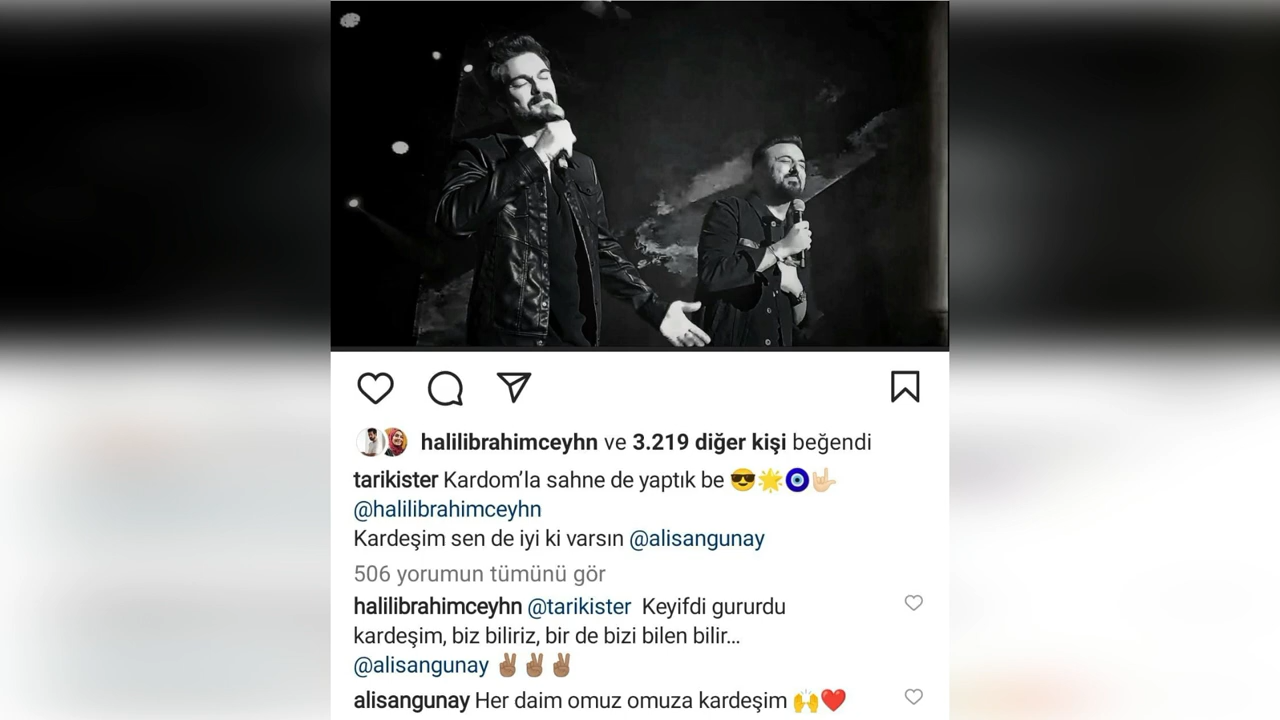 halilibrahimceyhn ve 3.219 diğer kişi beğendi
tarikister Kardom’la sahne de yaptık be 😎🌟🧿🤟🏻
@halilibrahimceyhn
Kardeşim sen de iyi ki varsın @alisangunay
506 yorumun tümünü gör
halilibrahimceyhn @tarikister Keyifdi gururdu
kardeşim, biz biliriz, bir de bizi bilen bilir...
@alisangunay ✌🏽✌🏽✌🏽
alisangunay Her daim omuz omuza kardeşim 🙌❤️